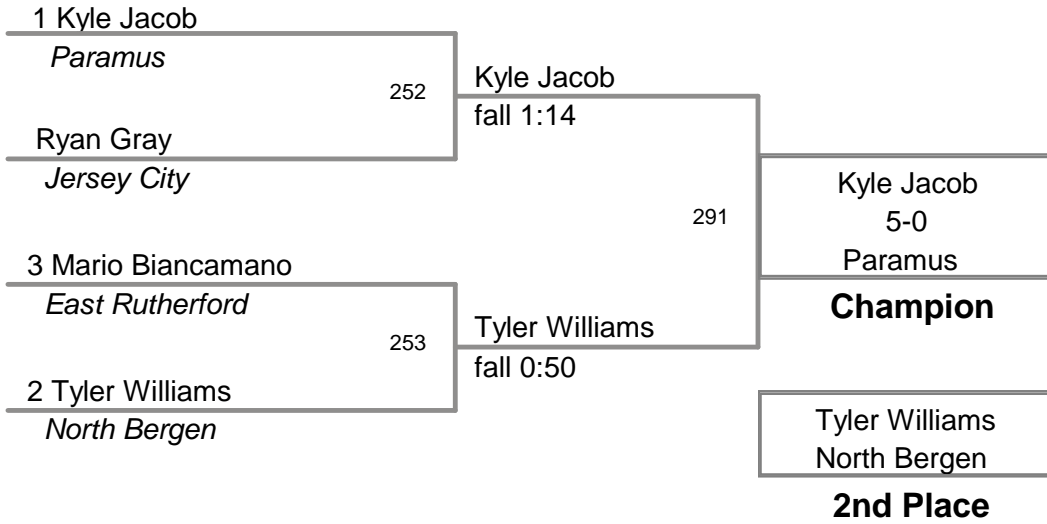 1 Kyle Jacob
Paramus
252
Kyle Jacob
fall 1:14
Ryan Gray
Jersey City
291
Kyle Jacob
5-0
Paramus
Champion
3 Mario Biancamano
East Rutherford
253
Tyler Williams
fall 0:50
2 Tyler Williams
North Bergen
Tyler Williams
North Bergen
2nd Place